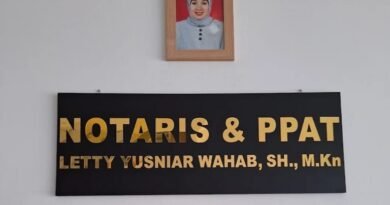 NOTARIS & PPAT
LETTY YUSNIAR WAHAB, SH., M.Kn